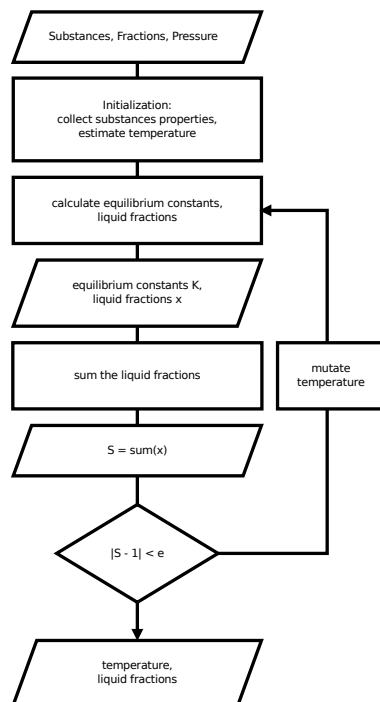 Substances, Fractions, Pressure
Initialization:
collect substances properties,
estimate temperature
calculate equilibrium constants,
liquid fractions
equilibrium constants K,
liquid fractions x
sum the liquid fractions
mutate
temperature
S = sum(x)
|S - 1| < e
temperature,
liquid fractions